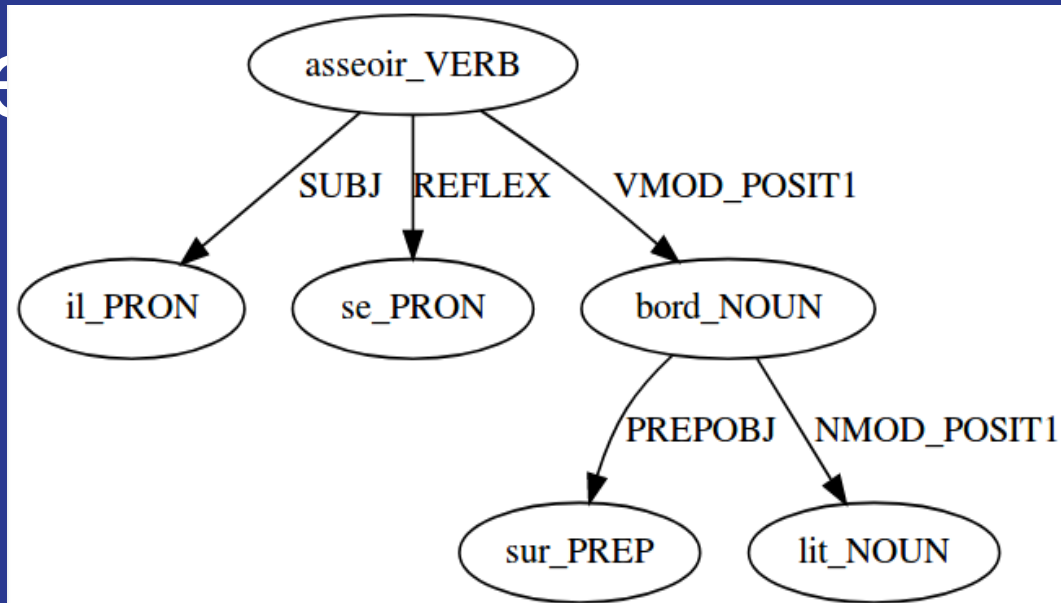 asseoir_VERB
SUBJ REFLEX VMOD_POSIT1
il_PRON se_PRON bord_NOUN
PREPOBJ NMOD_POSIT1
sur_PREP lit_NOUN